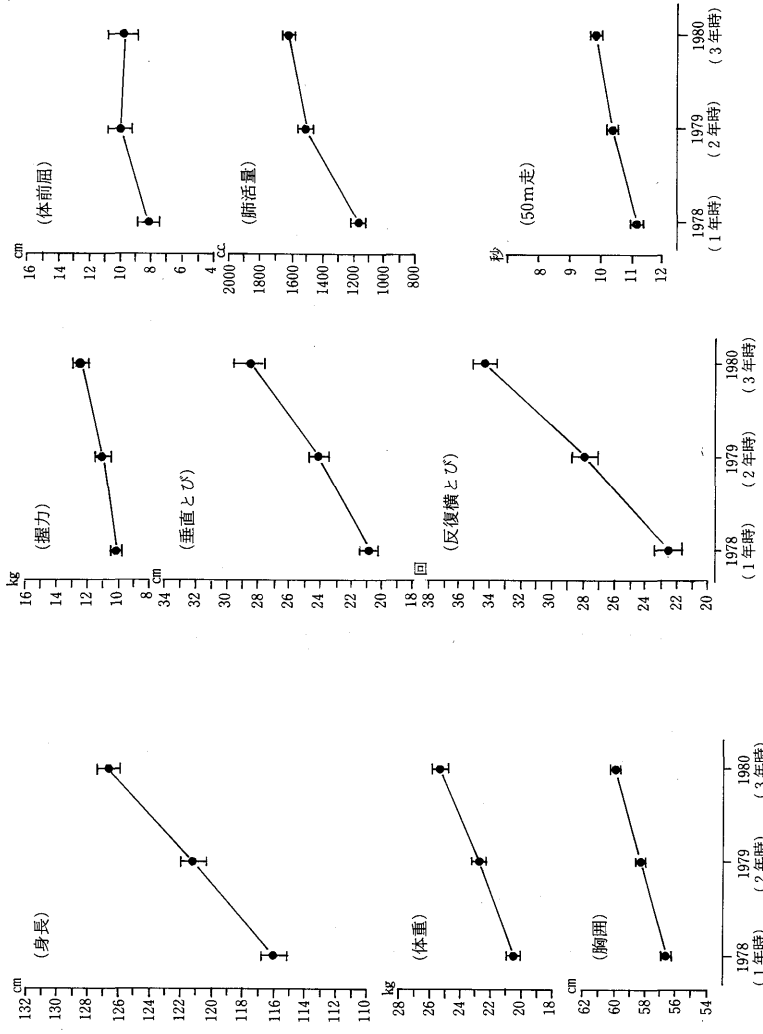 cm
132
130
128
126
124
122
120
118
116
114
112
110
(身長)
kg
28
26
24
22
20
18
(体重)
cm
62
60
58
56
54
(胸囲)
1978 1979 1980
(1年時) (2年時) (3年時)
kg
16
14
12
10
8
(握力)
cm
34
32
30
28
26
24
22
20
18
(垂直とび)
回
38
36
34
32
30
28
26
24
22
20
(反復横とび)
1978 1979 1980
(1年時) (2年時) (3年時)
cm
16
14
12
10
8
6
4
(体前屈)
cc
2000
1800
1600
1400
1200
1000
800
(肺活量)
秒
8
9
10
11
12
(50m走)
1978 1979 1980
(1年時) (2年時) (3年時)